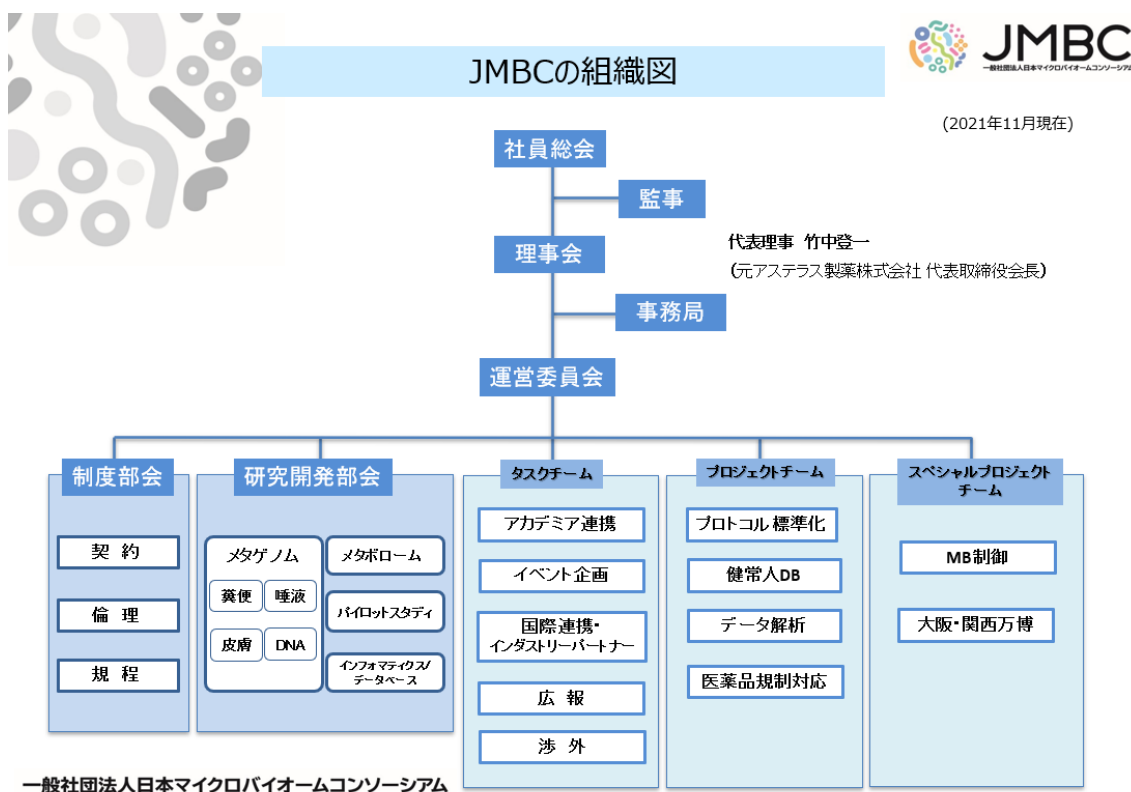 JMBCの組織図
JMBC
一般社団法人日本マイクロバイオームコンソーシアム
(2021年11月現在)
社員総会
監事
理事会
代表理事 竹中登一
(元アステラス製薬株式会社 代表取締役会長)
事務局
運営委員会
制度部会
契 約
倫 理
規 程
研究開発部会
メタゲノム
糞便
唾液
皮膚
DNA
メタボローム
パイロットスタディ
インフォマティクス/
データベース
タスクチーム
アカデミア連携
イベント企画
国際連携・
インダストリーパートナー
広 報
渉 外
プロジェクトチーム
プロトコル標準化
健常人DB
データ解析
医薬品規制対応
スペシャルプロジェクト
チーム
MB制御
大阪・関西万博
一般社団法人日本マイクロバイオームコンソーシアム